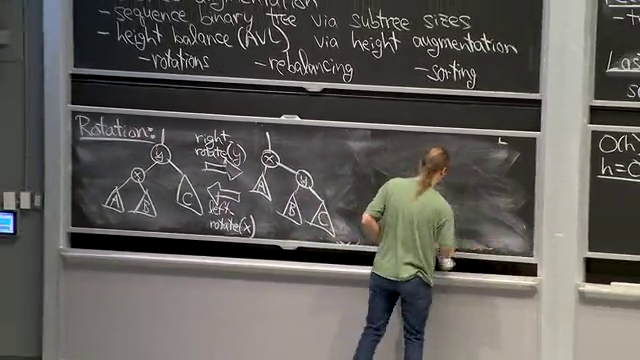 augmentation
- sequence binary tree via subtree sizes
- height balance (AVL) via height augmentation
- rotations - rebalancing - sorting
Rotation:
right
rotate(y)
left
rotate(x)
y
x
A
B
C
x
y
A
B
C
O(h)
h=